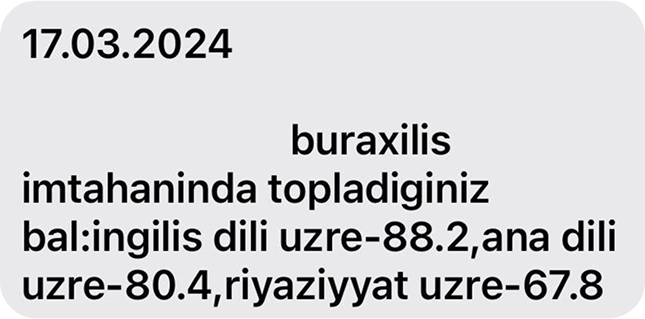 17.03.2024
buraxilis
imtahaninda topladiginiz
bal:ingilis dili uzre-88.2,ana dili
uzre-80.4,riyaziyyat uzre-67.8